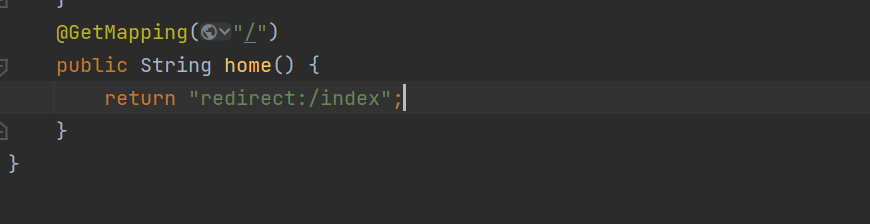 }
@GetMapping("/")
public String home() {
return "redirect:/index";
}
}